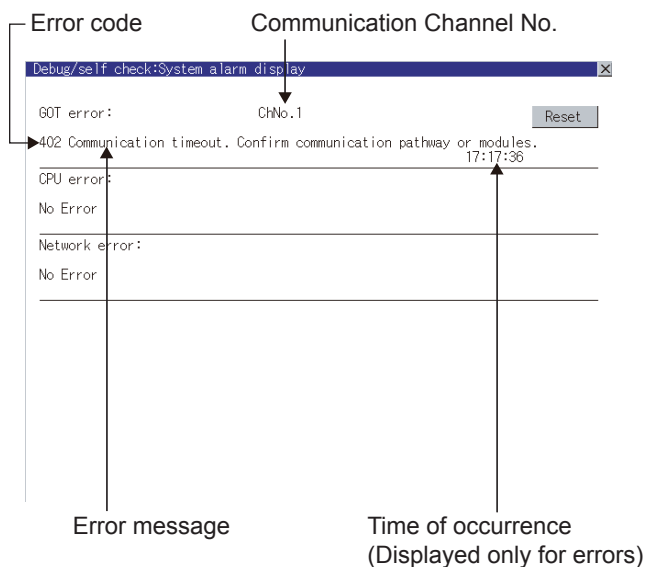 Error code
Communication Channel No.
Debug/self check:System alarm display
GOT error:
ChNo.1
Reset
402 Communication timeout. Confirm communication pathway or modules.
17:17:36
CPU error:
No Error
Network error:
No Error
Error message
Time of occurrence
(Displayed only for errors)